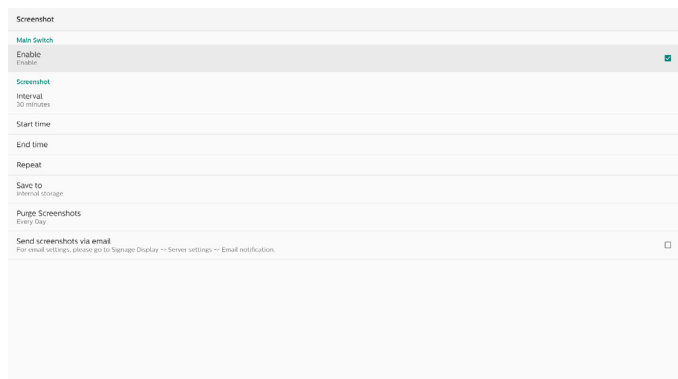 Screenshot
Main Switch
Enable
Enable
Screenshot
Interval
30 minutes
Start time
End time
Repeat
Save to
Internal storage
Purge Screenshots
Every Day
Send screenshots via email
For email settings, please go to Signage Display -> Server settings -> Email notification.